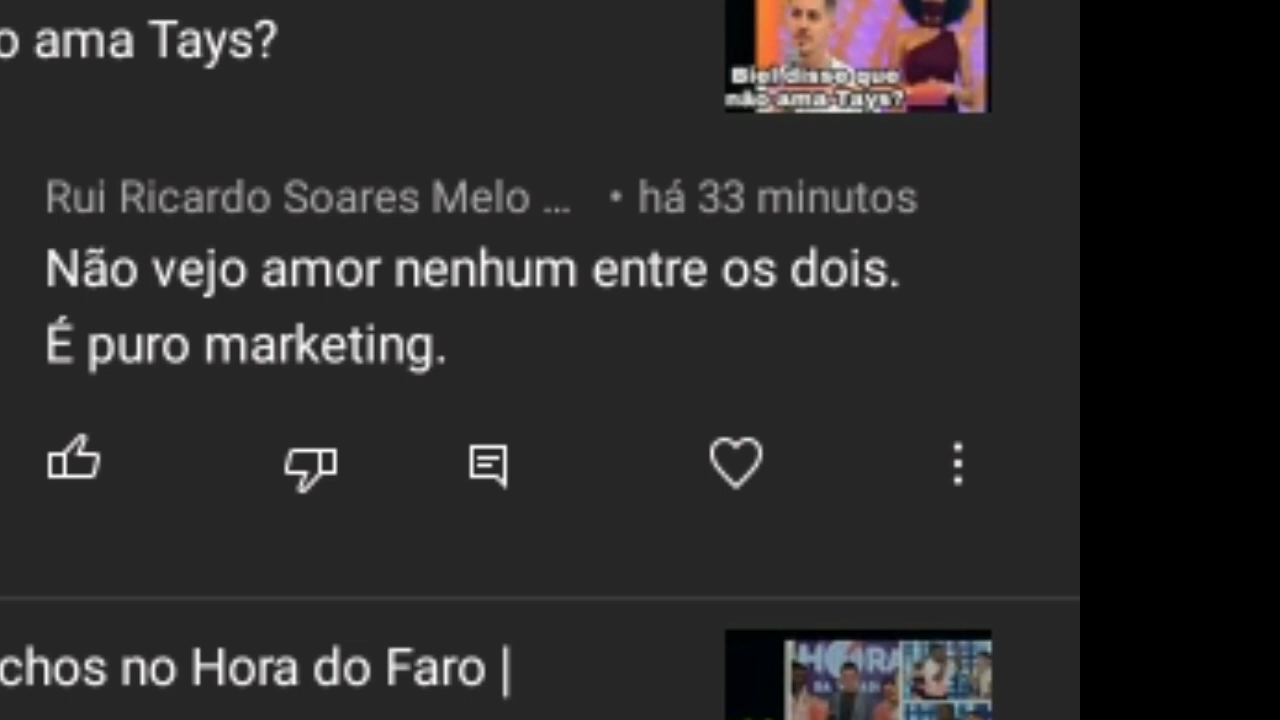 o ama Tays?
Biel disse que
não ama Tays?
Rui Ricardo Soares Melo ... • há 33 minutos
Não vejo amor nenhum entre os dois.
É puro marketing.
chos no Hora do Faro |
HORA